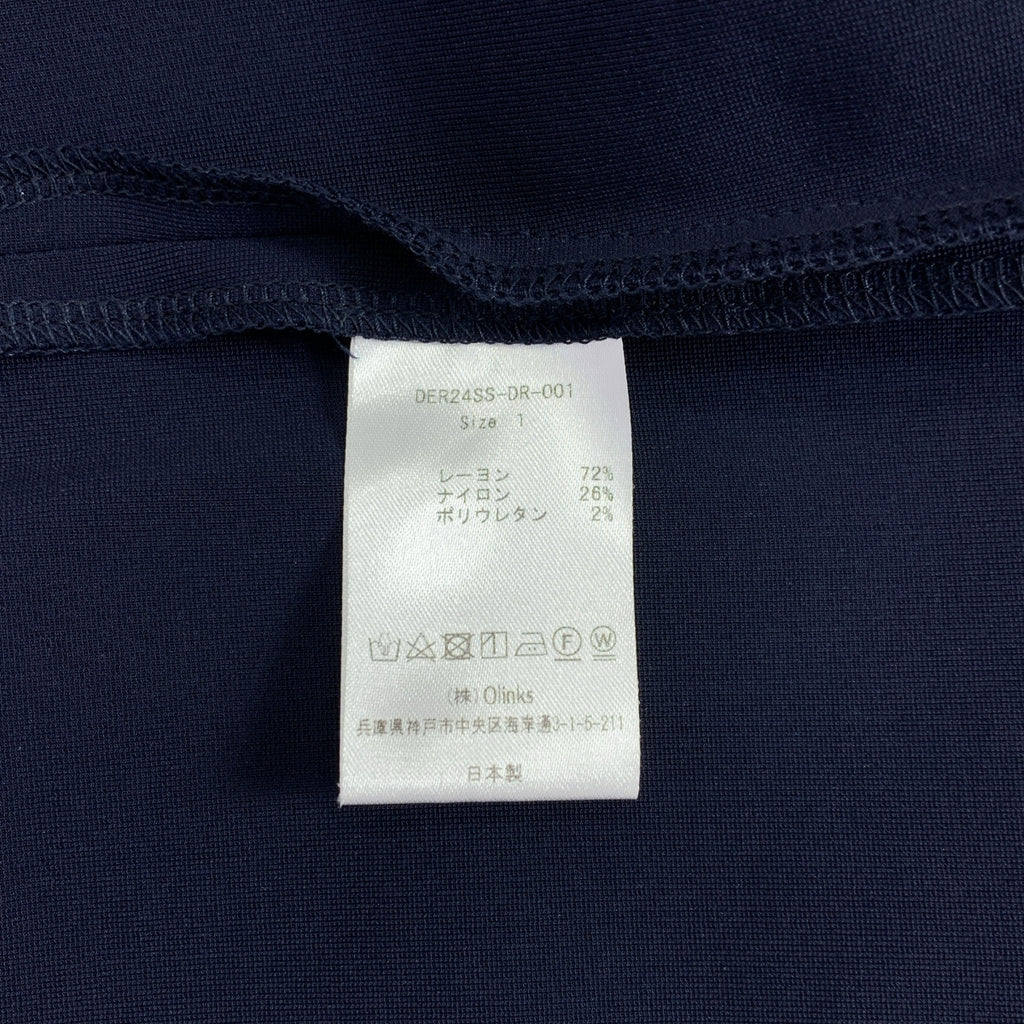 DER24SS-DR-001
Size 1
レーヨン 72%
ナイロン 26%
ポリウレタン 2%
F W
(株)Olinks
兵庫県神戸市中央区海岸通3-1-5-211
日本製